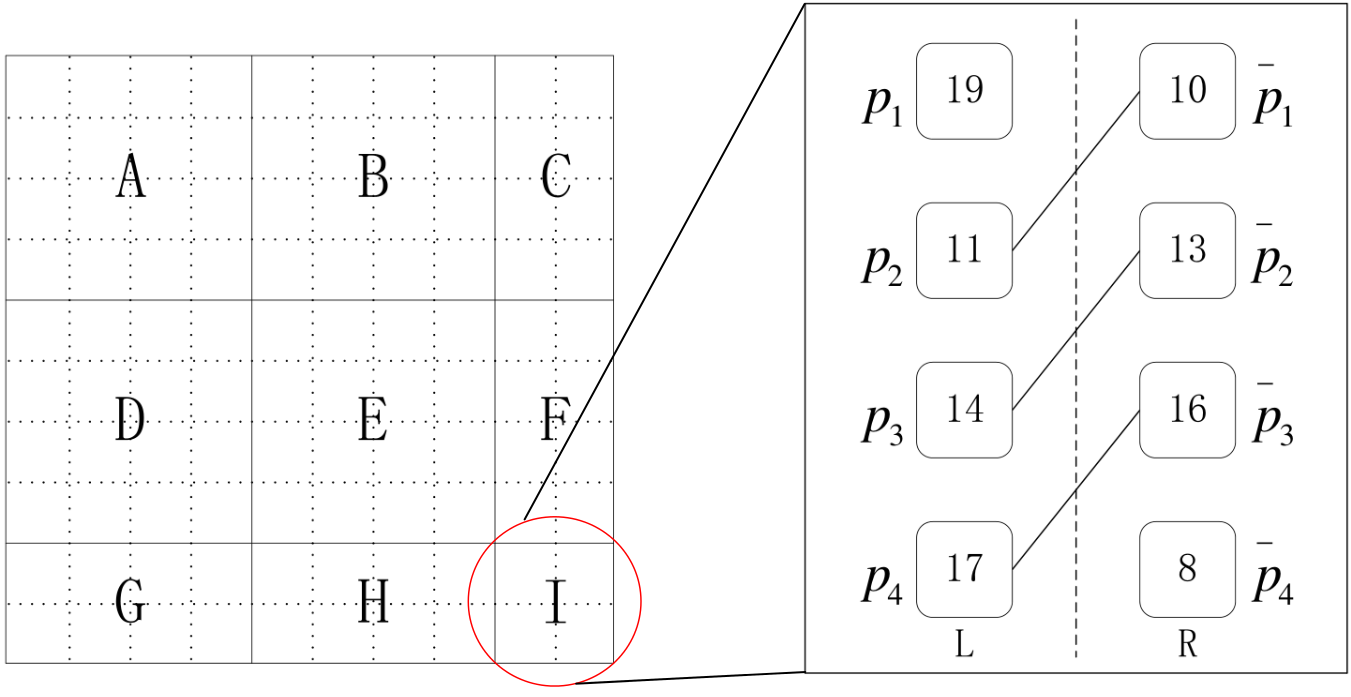 A B C
D E F
G H I
p₁ 19 10 p̄₁
p₂ 11 13 p̄₂
p₃ 14 16 p̄₃
p₄ 17 8 p̄₄
L R